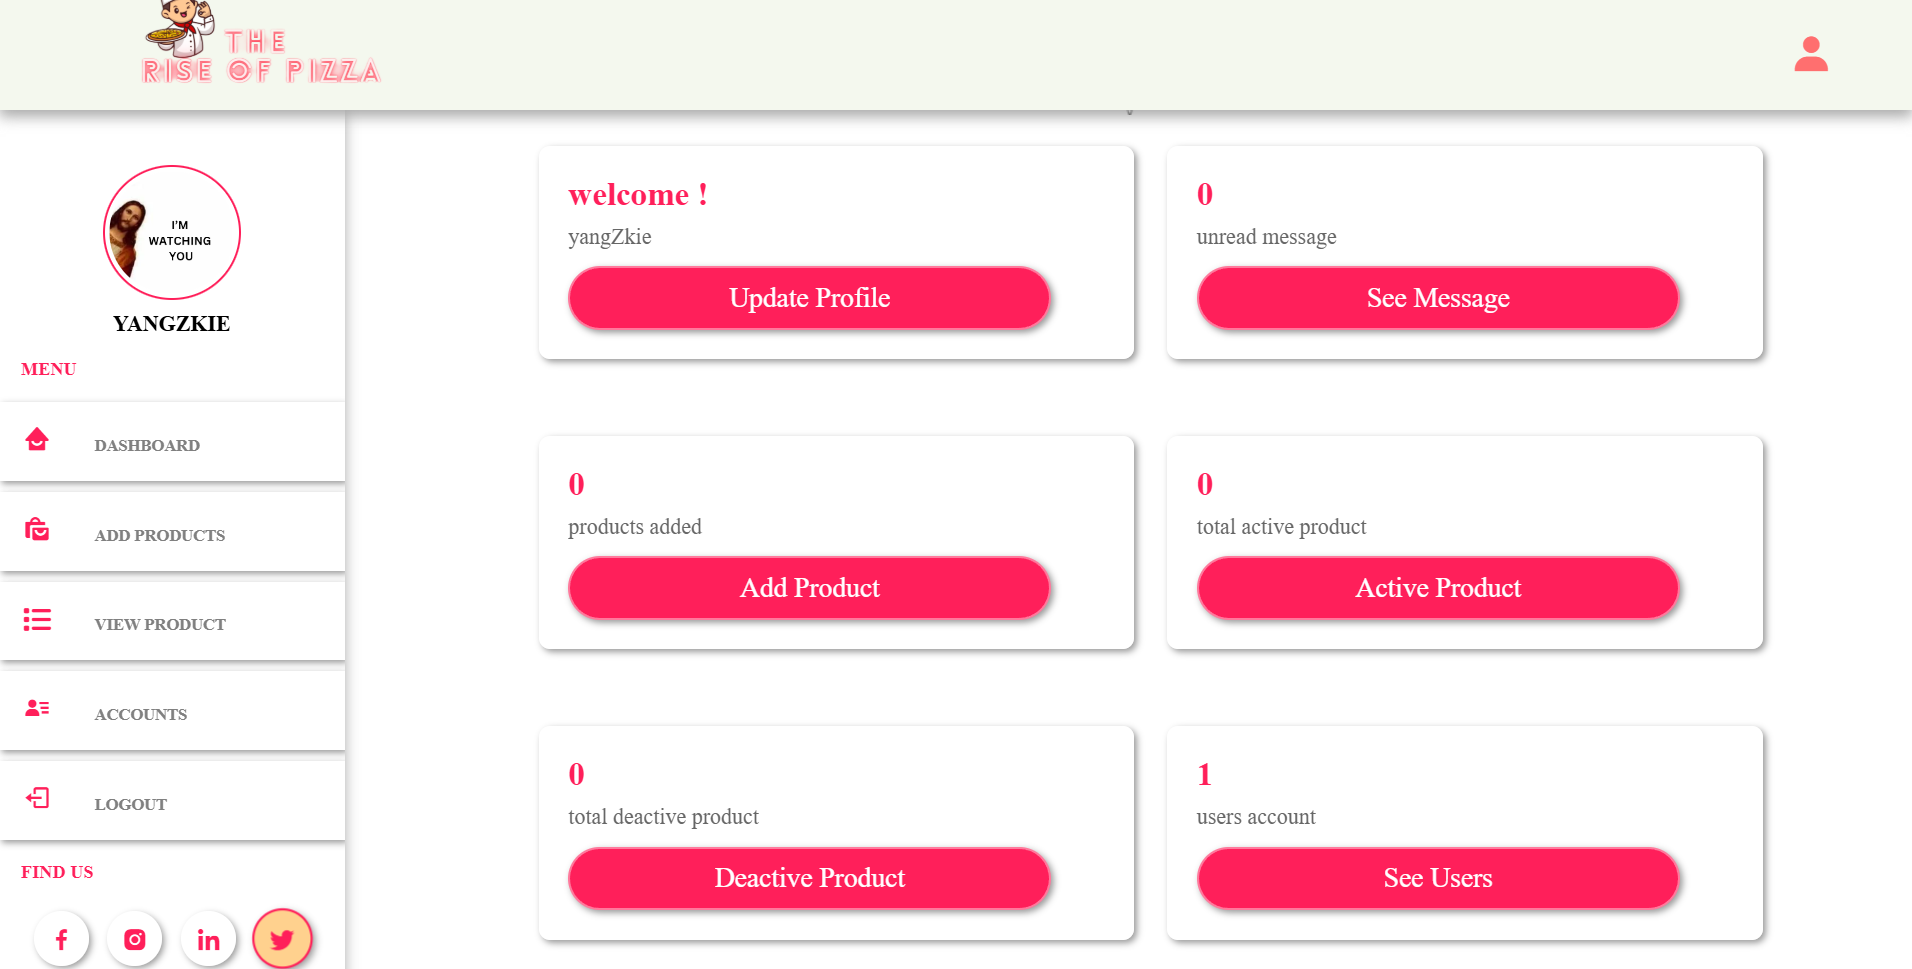 THE
RISE OF PIZZA
I'M
WATCHING
YOU
YANGZKIE
MENU
DASHBOARD
ADD PRODUCTS
VIEW PRODUCT
ACCOUNTS
LOGOUT
FIND US
welcome !
yangZkie
Update Profile
0
unread message
See Message
0
products added
Add Product
0
total active product
Active Product
0
total deactive product
Deactive Product
1
users account
See Users